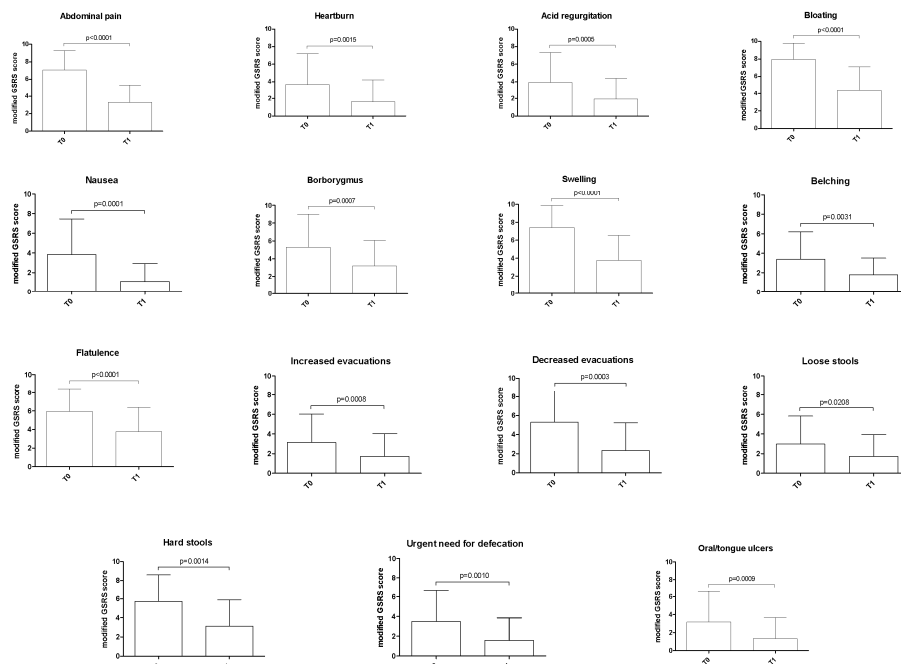 Abdominal pain
p<0.0001
modified GSRS score
10
8
6
4
2
0
T0 T1
Heartburn
p=0.0015
modified GSRS score
10
8
6
4
2
0
T0 T1
Acid regurgitation
p=0.0005
modified GSRS score
10
8
6
4
2
0
T0 T1
Bloating
p<0.0001
modified GSRS score
10
8
6
4
2
0
T0 T1
Nausea
p=0.0001
modified GSRS score
10
8
6
4
2
0
T0 T1
Borborygmus
p=0.0007
modified GSRS score
10
8
6
4
2
0
T0 T1
Swelling
p<0.0001
modified GSRS score
10
8
6
4
2
0
T0 T1
Belching
p=0.0031
modified GSRS score
10
8
6
4
2
0
T0 T1
Flatulence
p<0.0001
modified GSRS score
10
8
6
4
2
0
T0 T1
Increased evacuations
p=0.0008
modified GSRS score
10
8
6
4
2
0
T0 T1
Decreased evacuations
p=0.0003
modified GSRS score
10
8
6
4
2
0
T0 T1
Loose stools
p=0.0208
modified GSRS score
10
8
6
4
2
0
T0 T1
Hard stools
p=0.0014
modified GSRS score
10
8
6
4
2
0
Urgent need for defecation
p=0.0010
modified GSRS score
10
8
6
4
2
0
Oral/tongue ulcers
p=0.0009
modified GSRS score
10
8
6
4
2
0
T0 T1